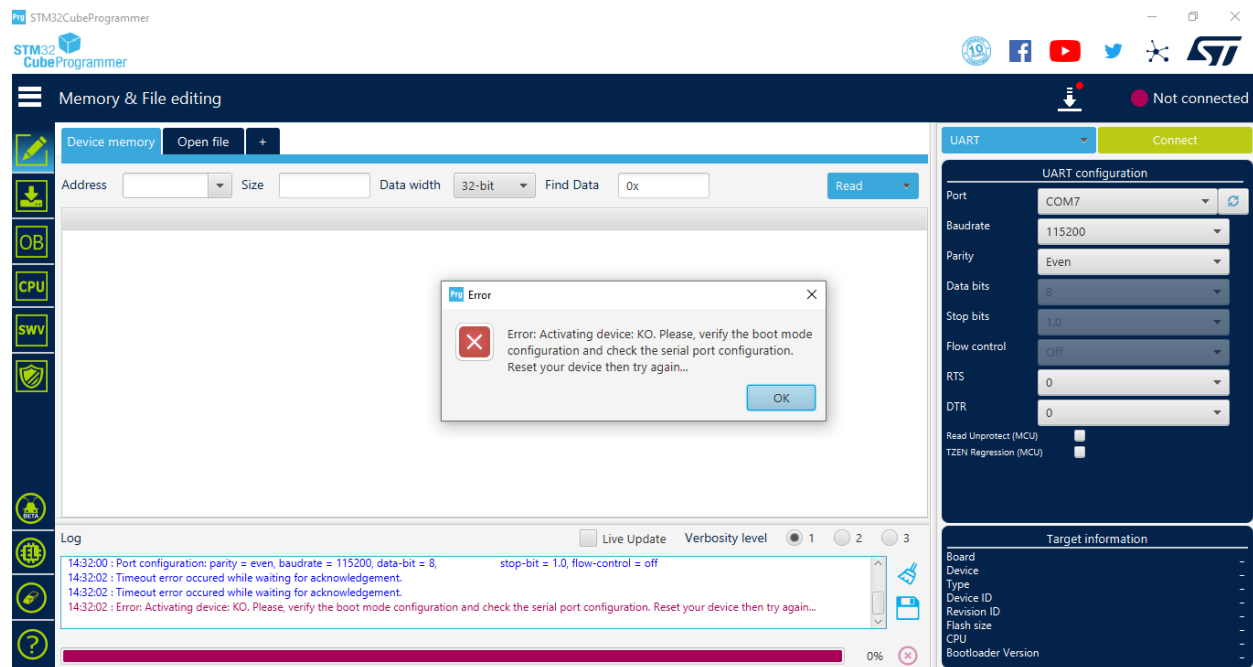 Prg STM32CubeProgrammer
STM32
CubeProgrammer
Memory & File editing
Not connected
Device memory Open file +
UART Connect
Address Size Data width 32-bit Find Data 0x Read
UART configuration
Port COM7
Baudrate 115200
Parity Even
Data bits 8
Stop bits 1.0
Flow control Off
RTS 0
DTR 0
Read Unprotect (MCU)
TZEN Regression (MCU)
OB
CPU
SWV
Prg Error
Error: Activating device: KO. Please, verify the boot mode
configuration and check the serial port configuration.
Reset your device then try again...
OK
BETA
Log Live Update Verbosity level 1 2 3
14:32:00 : Port configuration: parity = even, baudrate = 115200, data-bit = 8, stop-bit = 1.0, flow-control = off
14:32:02 : Timeout error occured while waiting for acknowledgement.
14:32:02 : Timeout error occured while waiting for acknowledgement.
14:32:02 : Error: Activating device: KO. Please, verify the boot mode configuration and check the serial port configuration. Reset your device then try again...
0%
Target information
Board -
Device -
Type -
Device ID -
Revision ID -
Flash size -
CPU -
Bootloader Version -